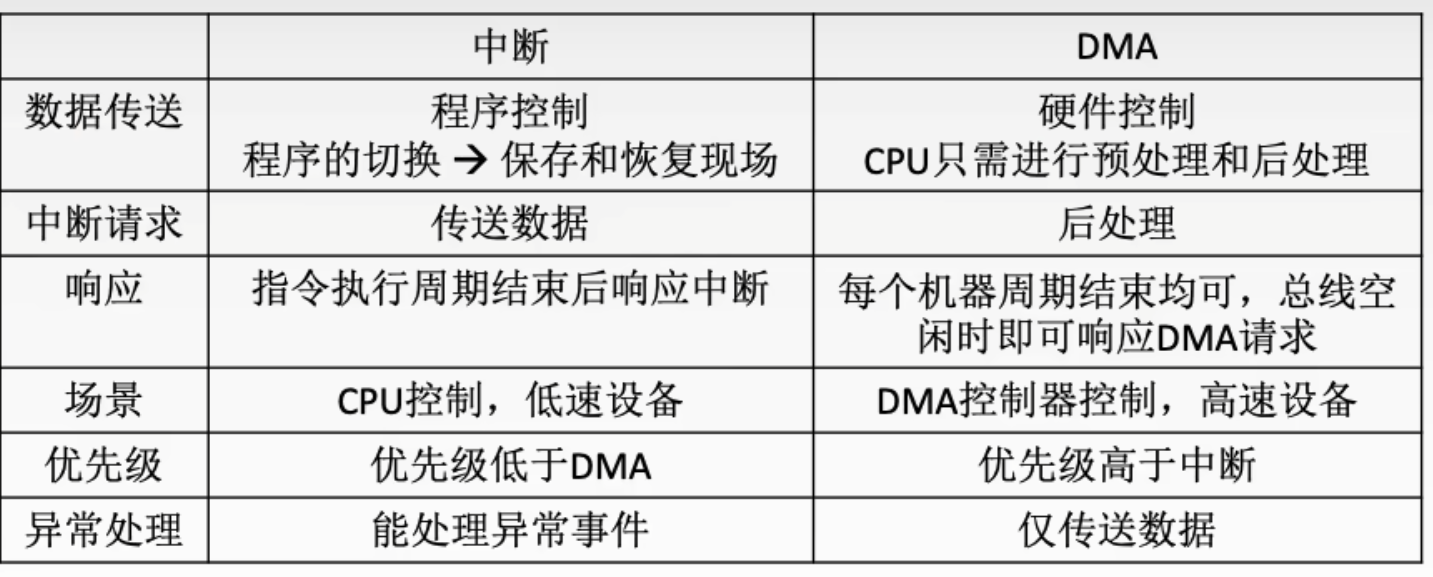 中断
DMA
数据传送
程序控制
程序的切换 → 保存和恢复现场
硬件控制
CPU只需进行预处理和后处理
中断请求
传送数据
后处理
响应
指令执行周期结束后响应中断
每个机器周期结束均可，总线空
闲时即可响应DMA请求
场景
CPU控制，低速设备
DMA控制器控制，高速设备
优先级
优先级低于DMA
优先级高于中断
异常处理
能处理异常事件
仅传送数据